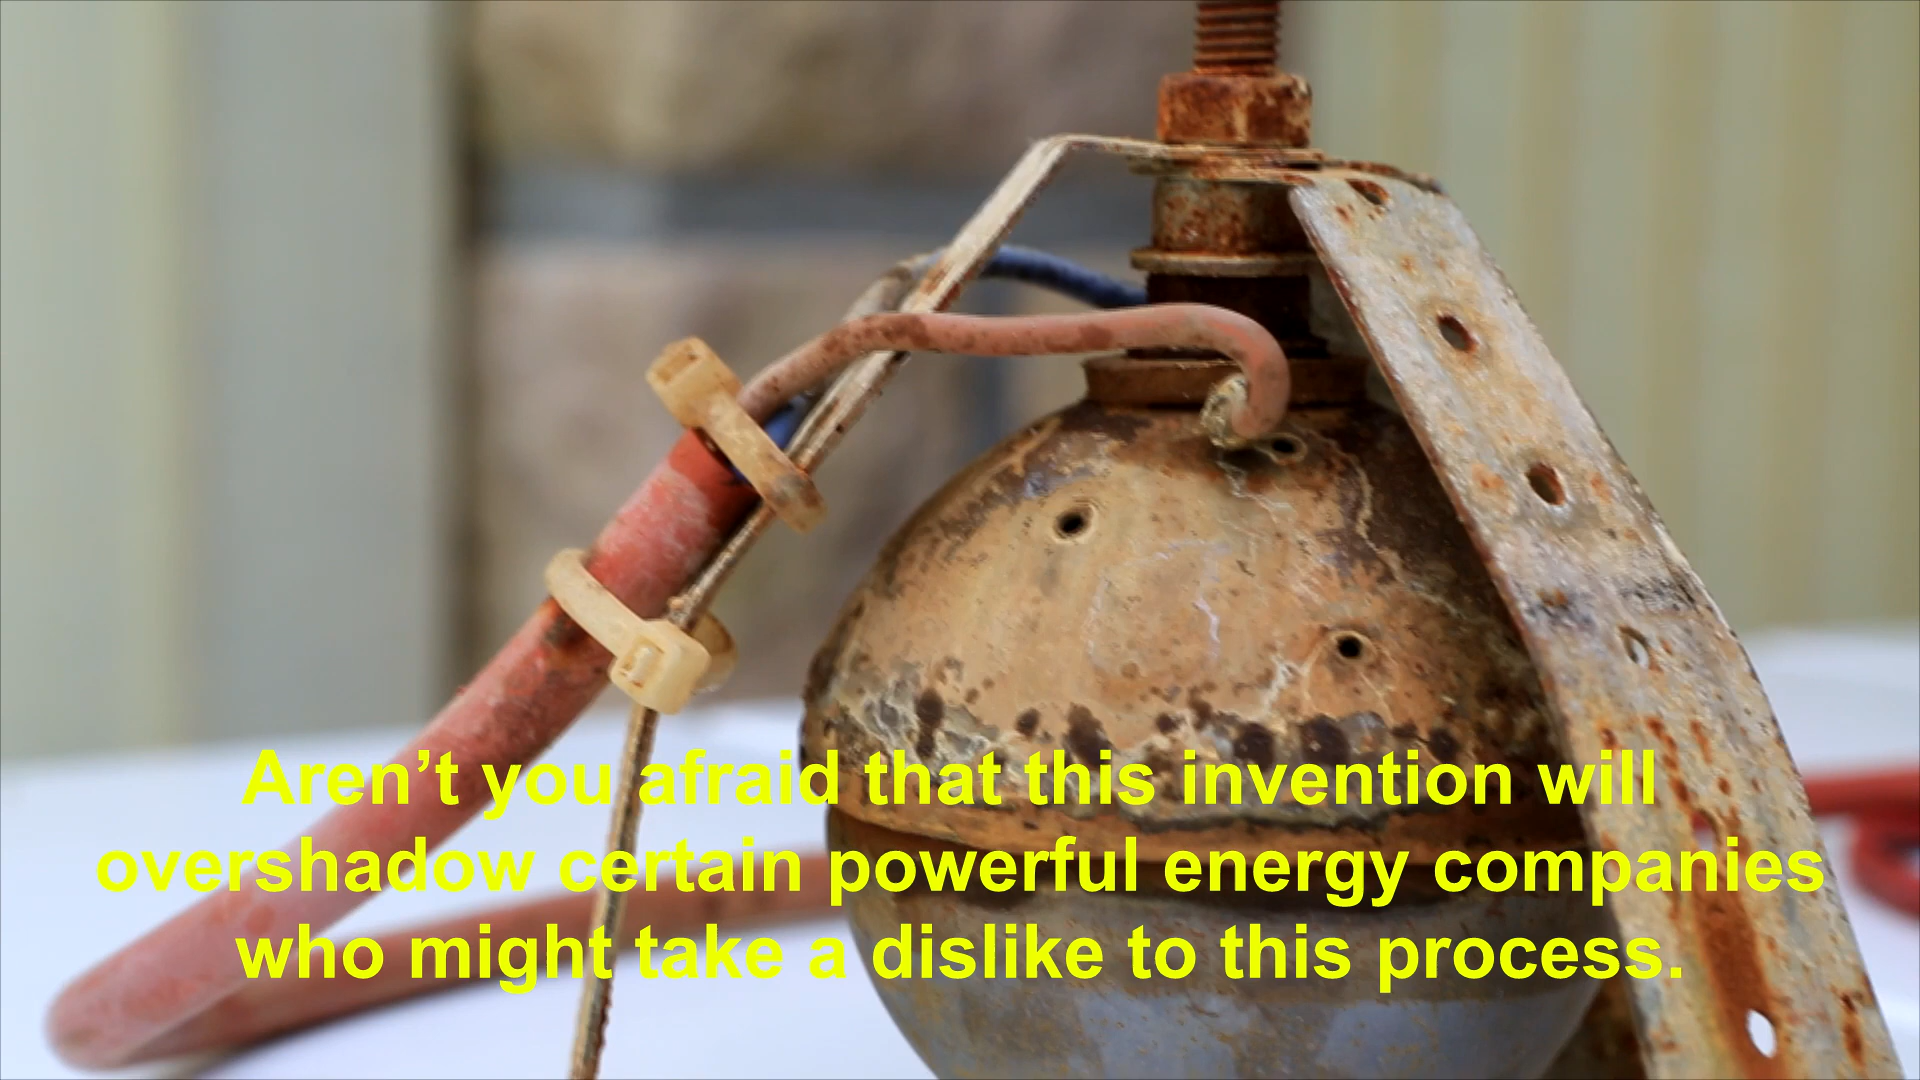 Aren’t you afraid that this invention will
overshadow certain powerful energy companies
who might take a dislike to this process.